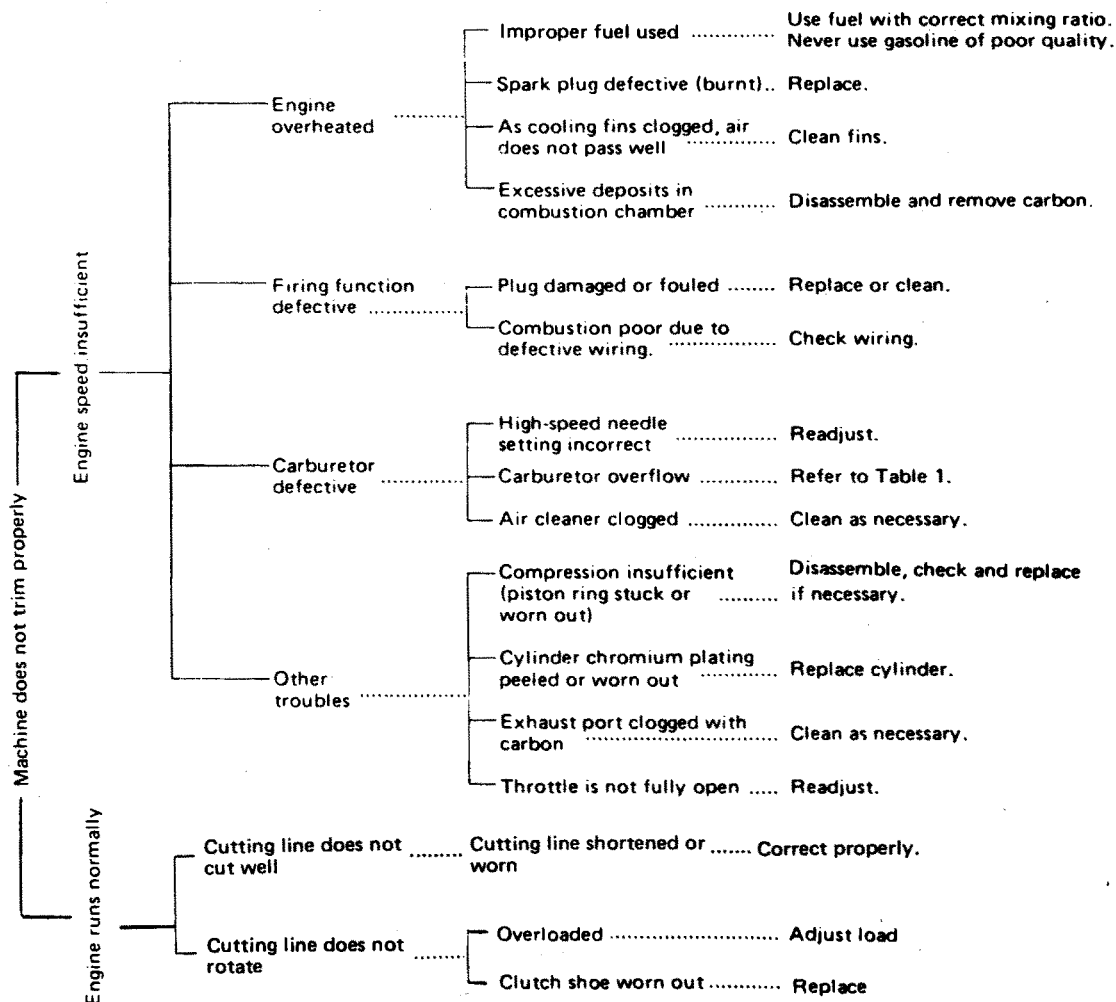 Machine does not trim properly
Engine speed insufficient
Engine overheated
Improper fuel used ............. Use fuel with correct mixing ratio.
Never use gasoline of poor quality.
Spark plug defective (burnt).. Replace.
As cooling fins clogged, air
does not pass well ............... Clean fins.
Excessive deposits in
combustion chamber ............ Disassemble and remove carbon.
Firing function
defective
Plug damaged or fouled ........ Replace or clean.
Combustion poor due to
defective wiring. ................. Check wiring.
Carburetor
defective
High-speed needle
setting incorrect ................. Readjust.
Carburetor overflow ............. Refer to Table 1.
Air cleaner clogged ............... Clean as necessary.
Other
troubles
Compression insufficient
(piston ring stuck or
worn out) .......... Disassemble, check and replace
if necessary.
Cylinder chromium plating
peeled or worn out .............. Replace cylinder.
Exhaust port clogged with
carbon ................................. Clean as necessary.
Throttle is not fully open ..... Readjust.
Engine runs normally
Cutting line does not
cut well
Cutting line shortened or
worn ....... Correct properly.
Cutting line does not
rotate
Overloaded .......................... Adjust load
Clutch shoe worn out ............ Replace